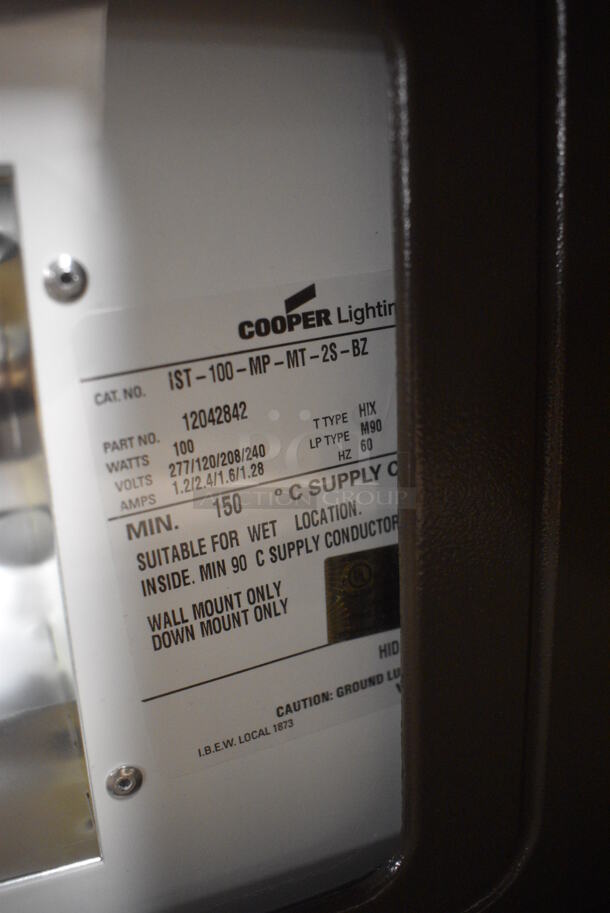 COOPER Lightin
CAT. NO. IST-100-MP-MT-2S-BZ
PART NO. 12042842
WATTS 100 T TYPE HIX
VOLTS 277/120/208/240 LP TYPE M90
AMPS 1.2/2.4/1.6/1.28 HZ 60
MIN. 150 °C SUPPLY C
SUITABLE FOR WET LOCATION.
INSIDE. MIN 90 C SUPPLY CONDUCTOR
WALL MOUNT ONLY
DOWN MOUNT ONLY
UL
HID
CAUTION: GROUND LU
I.B.E.W. LOCAL 1873
AUCTION GROUP